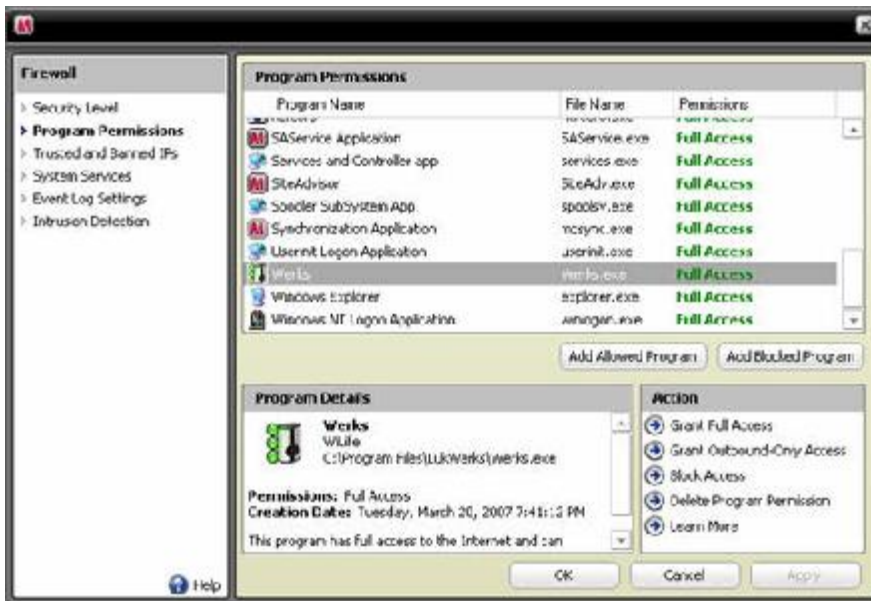 Firewall
Security Level
Program Permissions
Trusted and Banned IPs
System Services
Event Log Settings
Intrusion Detection
Help
Program Permissions
Program Name File Name Permissions
Full Access
SAService Application SAService.exe Full Access
Services and Controller app services.exe Full Access
SiteAdvisor SiteAdv.exe Full Access
Spooler SubSystem App spoolsv.exe Full Access
Synchronization Application mcsync.exe Full Access
Userinit Logon Application userinit.exe Full Access
Werks Werks.exe Full Access
Windows Explorer explorer.exe Full Access
Windows NT Logon Application winlogon.exe Full Access
Add Allowed Program Add Blocked Program
Program Details
Werks
WLife
C:\Program Files\LukWerks\werks.exe
Permissions: Full Access
Creation Date: Tuesday, March 20, 2007 7:41:12 PM
This program has full access to the Internet and can
Action
Grant Full Access
Grant Outbound-Only Access
Block Access
Delete Program Permission
Learn More
OK Cancel Apply